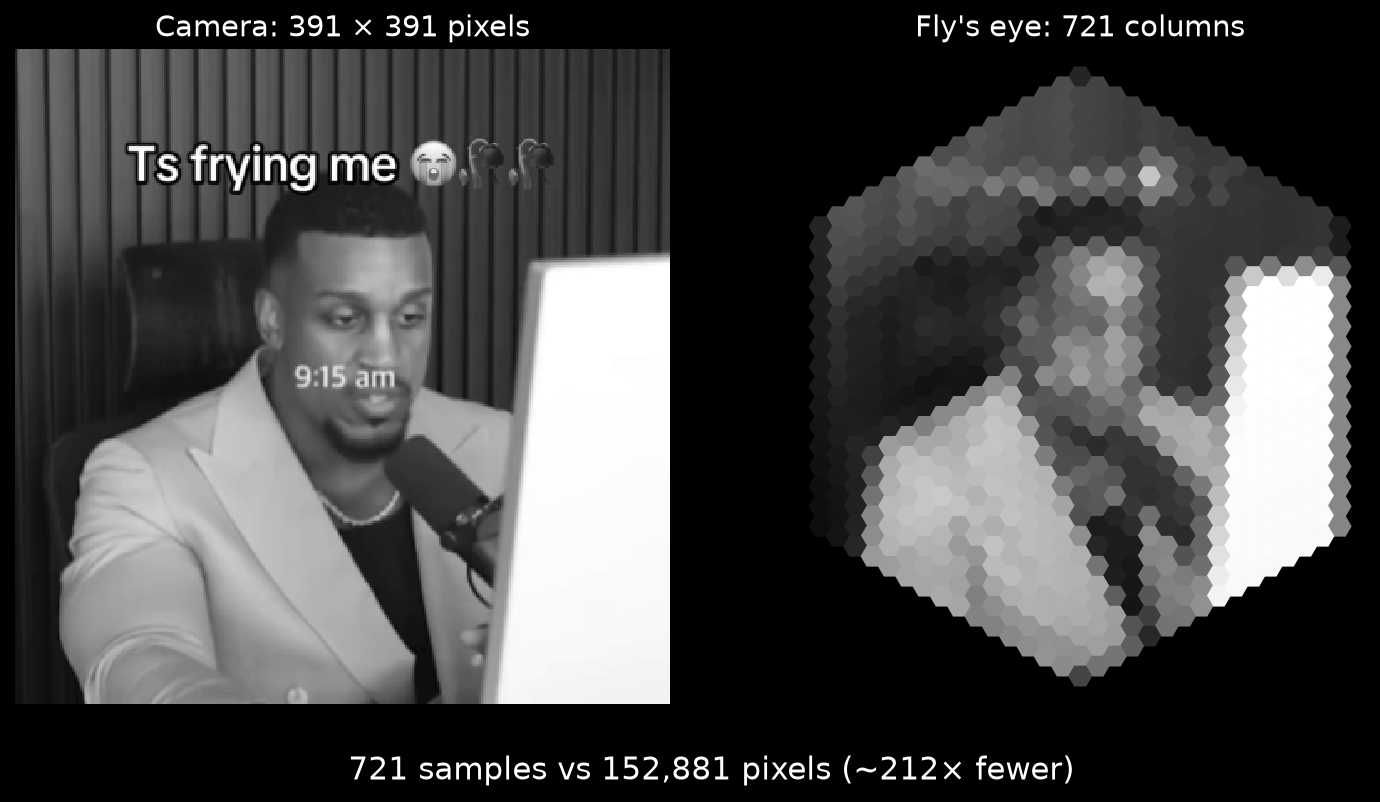 Camera: 391 × 391 pixels
Fly's eye: 721 columns
Ts frying me 😭🥀🥀
9:15 am
721 samples vs 152,881 pixels (~212× fewer)